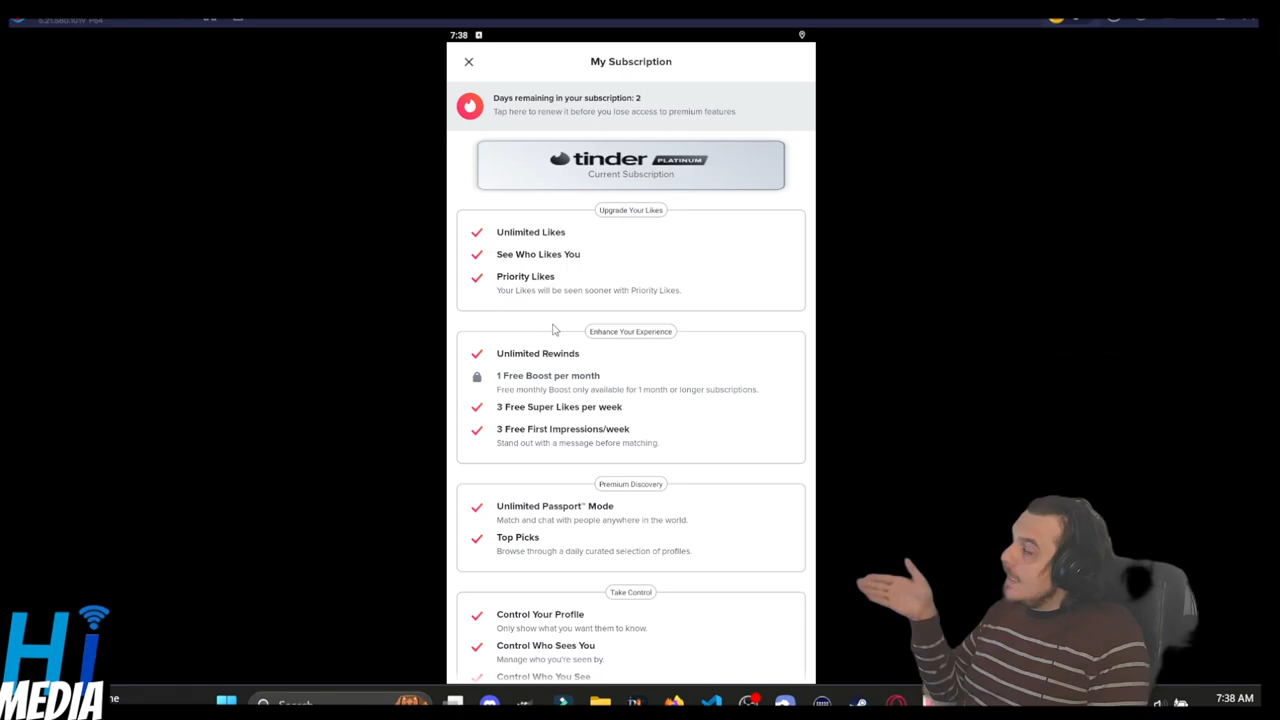 5.21.580.1019 P64
7:38
My Subscription
Days remaining in your subscription: 2
Tap here to renew it before you lose access to premium features
tinder PLATINUM
Current Subscription
Upgrade Your Likes
Unlimited Likes
See Who Likes You
Priority Likes
Your Likes will be seen sooner with Priority Likes.
Enhance Your Experience
Unlimited Rewinds
1 Free Boost per month
Free monthly Boost only available for 1 month or longer subscriptions.
3 Free Super Likes per week
3 Free First Impressions/week
Stand out with a message before matching.
Premium Discovery
Unlimited Passport™ Mode
Match and chat with people anywhere in the world.
Top Picks
Browse through a daily curated selection of profiles.
Take Control
Control Your Profile
Only show what you want them to know.
Control Who Sees You
Manage who you're seen by.
Control Who You See
Hi
MEDIA
Search
7:38 AM